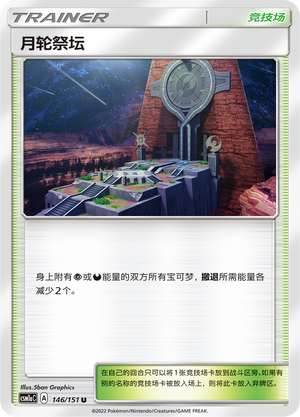 TRAINER
竞技场
月轮祭坛
身上附有或能量的双方所有宝可梦，撤退所需能量各
减少2个。
Illus.5ban Graphics
在自己的回合只可以将1张竞技场卡放到战斗区旁。如果有
别的名称的竞技场卡被放入场上，则将此卡放入弃牌区。
CSM1a C A 146/151 U
©2022 Pokémon/Nintendo/Creatures/GAME FREAK.